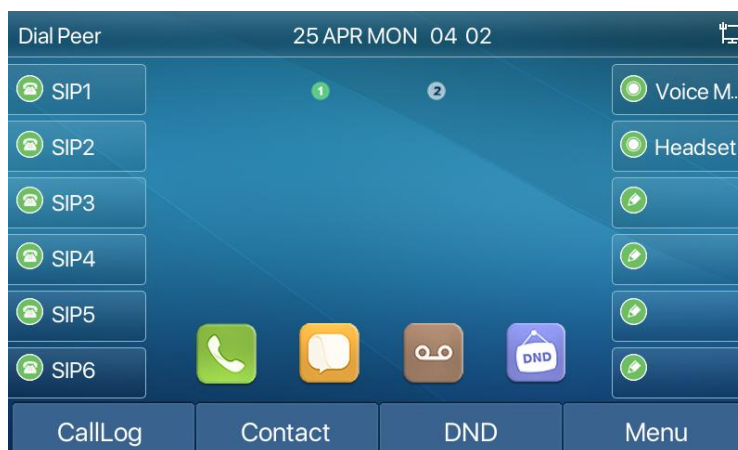 Dial Peer 25 APR MON 04 02
SIP1 1 2 Voice M..
SIP2 Headset
SIP3
SIP4
SIP5
SIP6 DND
CallLog Contact DND Menu